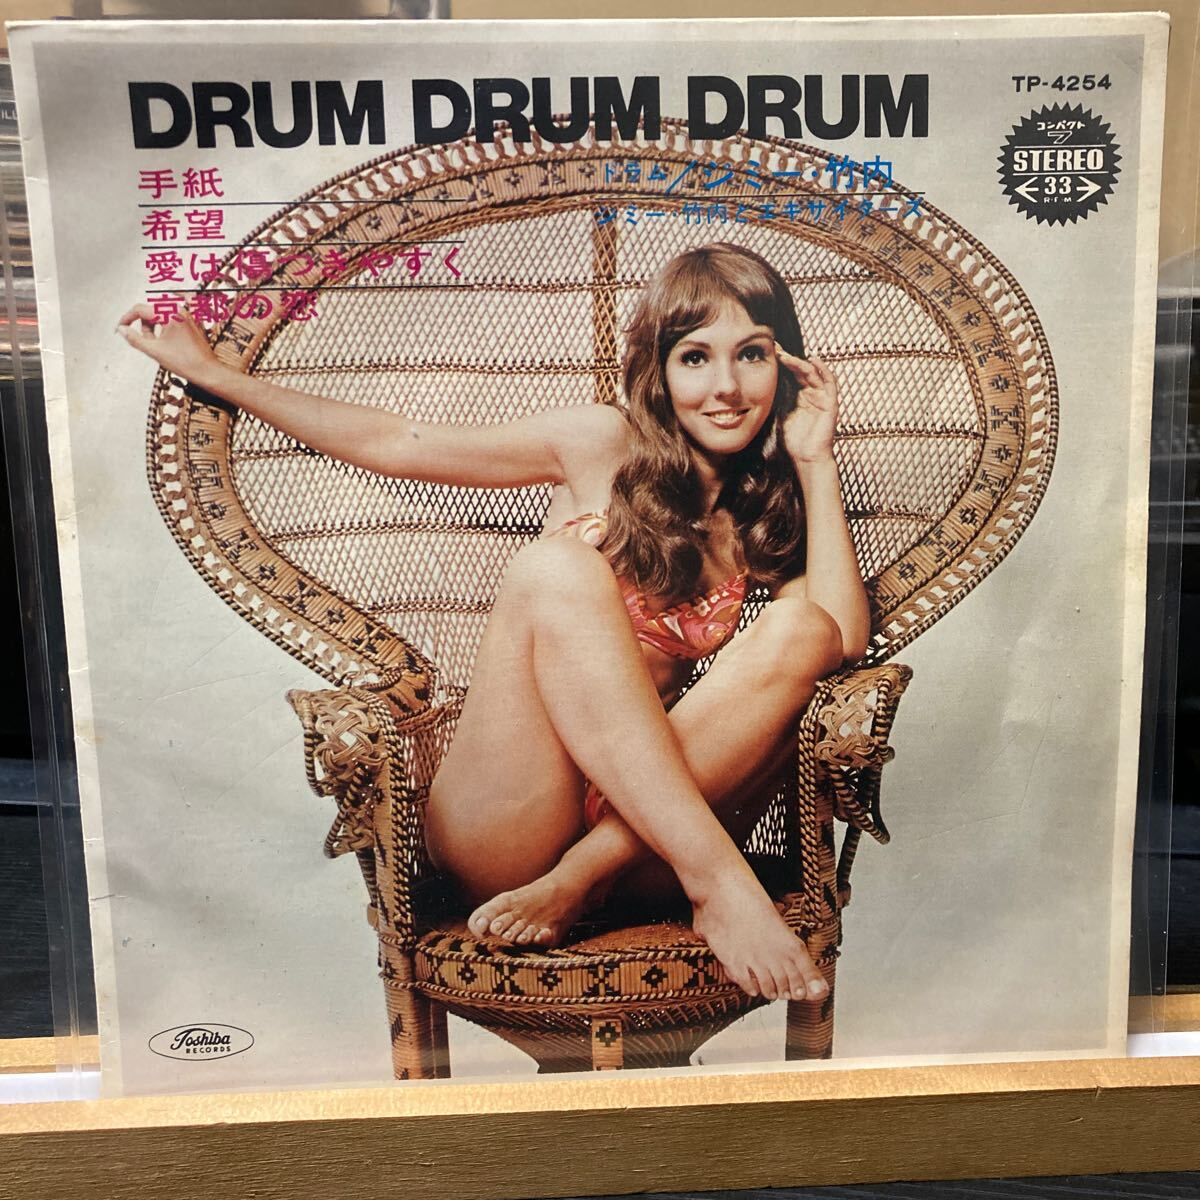 DRUM DRUM DRUM
TP-4254
コンパクト
7
STEREO
33
R・P・M
手紙
希望
愛は傷つきやすく
京都の恋
ドラム/ジミー・竹内
ジミー・竹内とエキサイターズ
Toshiba
RECORDS